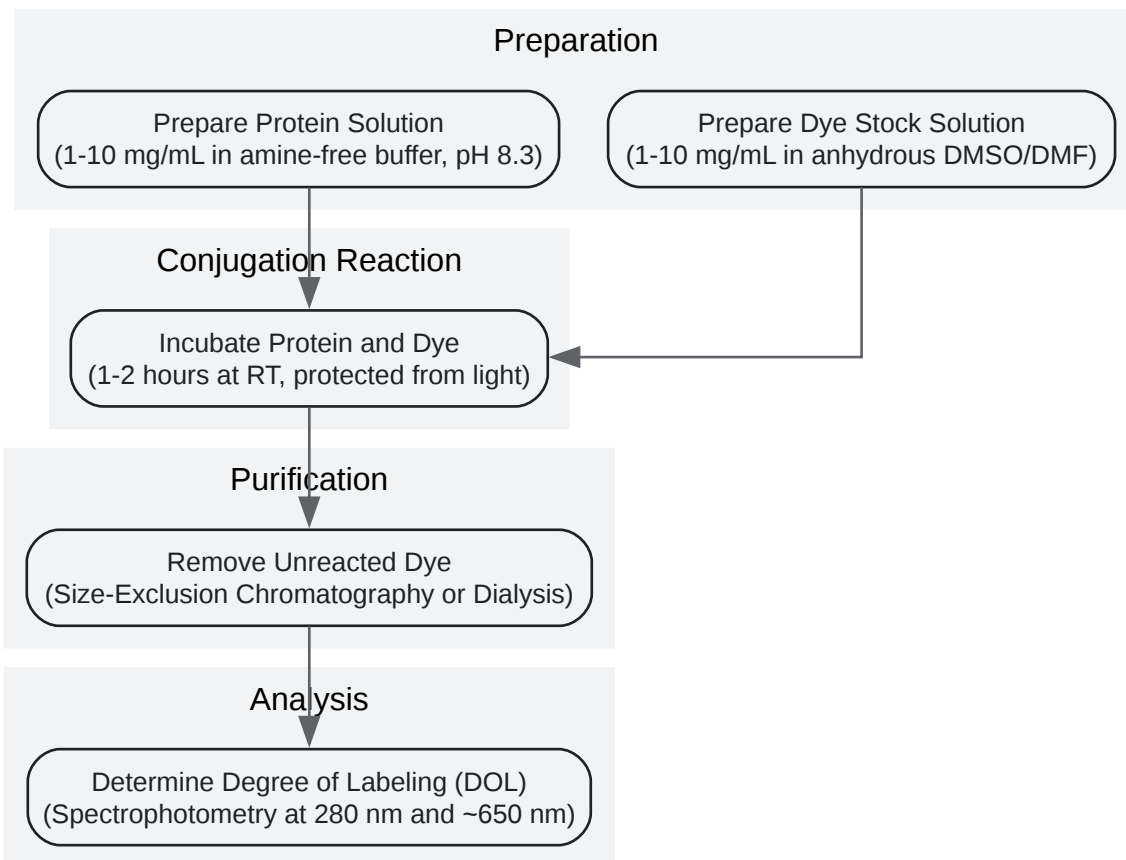 Preparation
Prepare Protein Solution
(1-10 mg/mL in amine-free buffer, pH 8.3)
Prepare Dye Stock Solution
(1-10 mg/mL in anhydrous DMSO/DMF)
Conjugation Reaction
Incubate Protein and Dye
(1-2 hours at RT, protected from light)
Purification
Remove Unreacted Dye
(Size-Exclusion Chromatography or Dialysis)
Analysis
Determine Degree of Labeling (DOL)
(Spectrophotometry at 280 nm and ~650 nm)